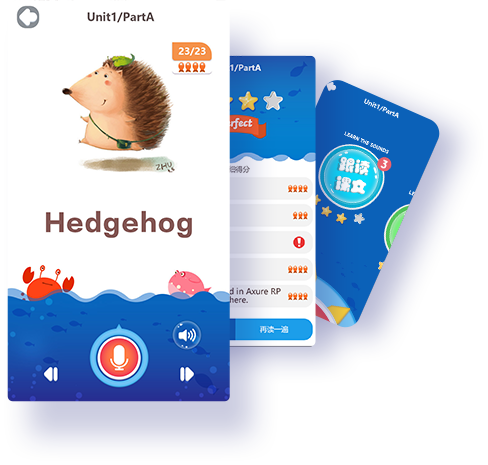 Unit1/PartA
23/23
ZHU
Hedgehog
1/PartA
rfect
得分
d in Axure RP
here.
再读一遍
Unit1/PartA
LEARN THE SOUNDS
3
跟读
课文